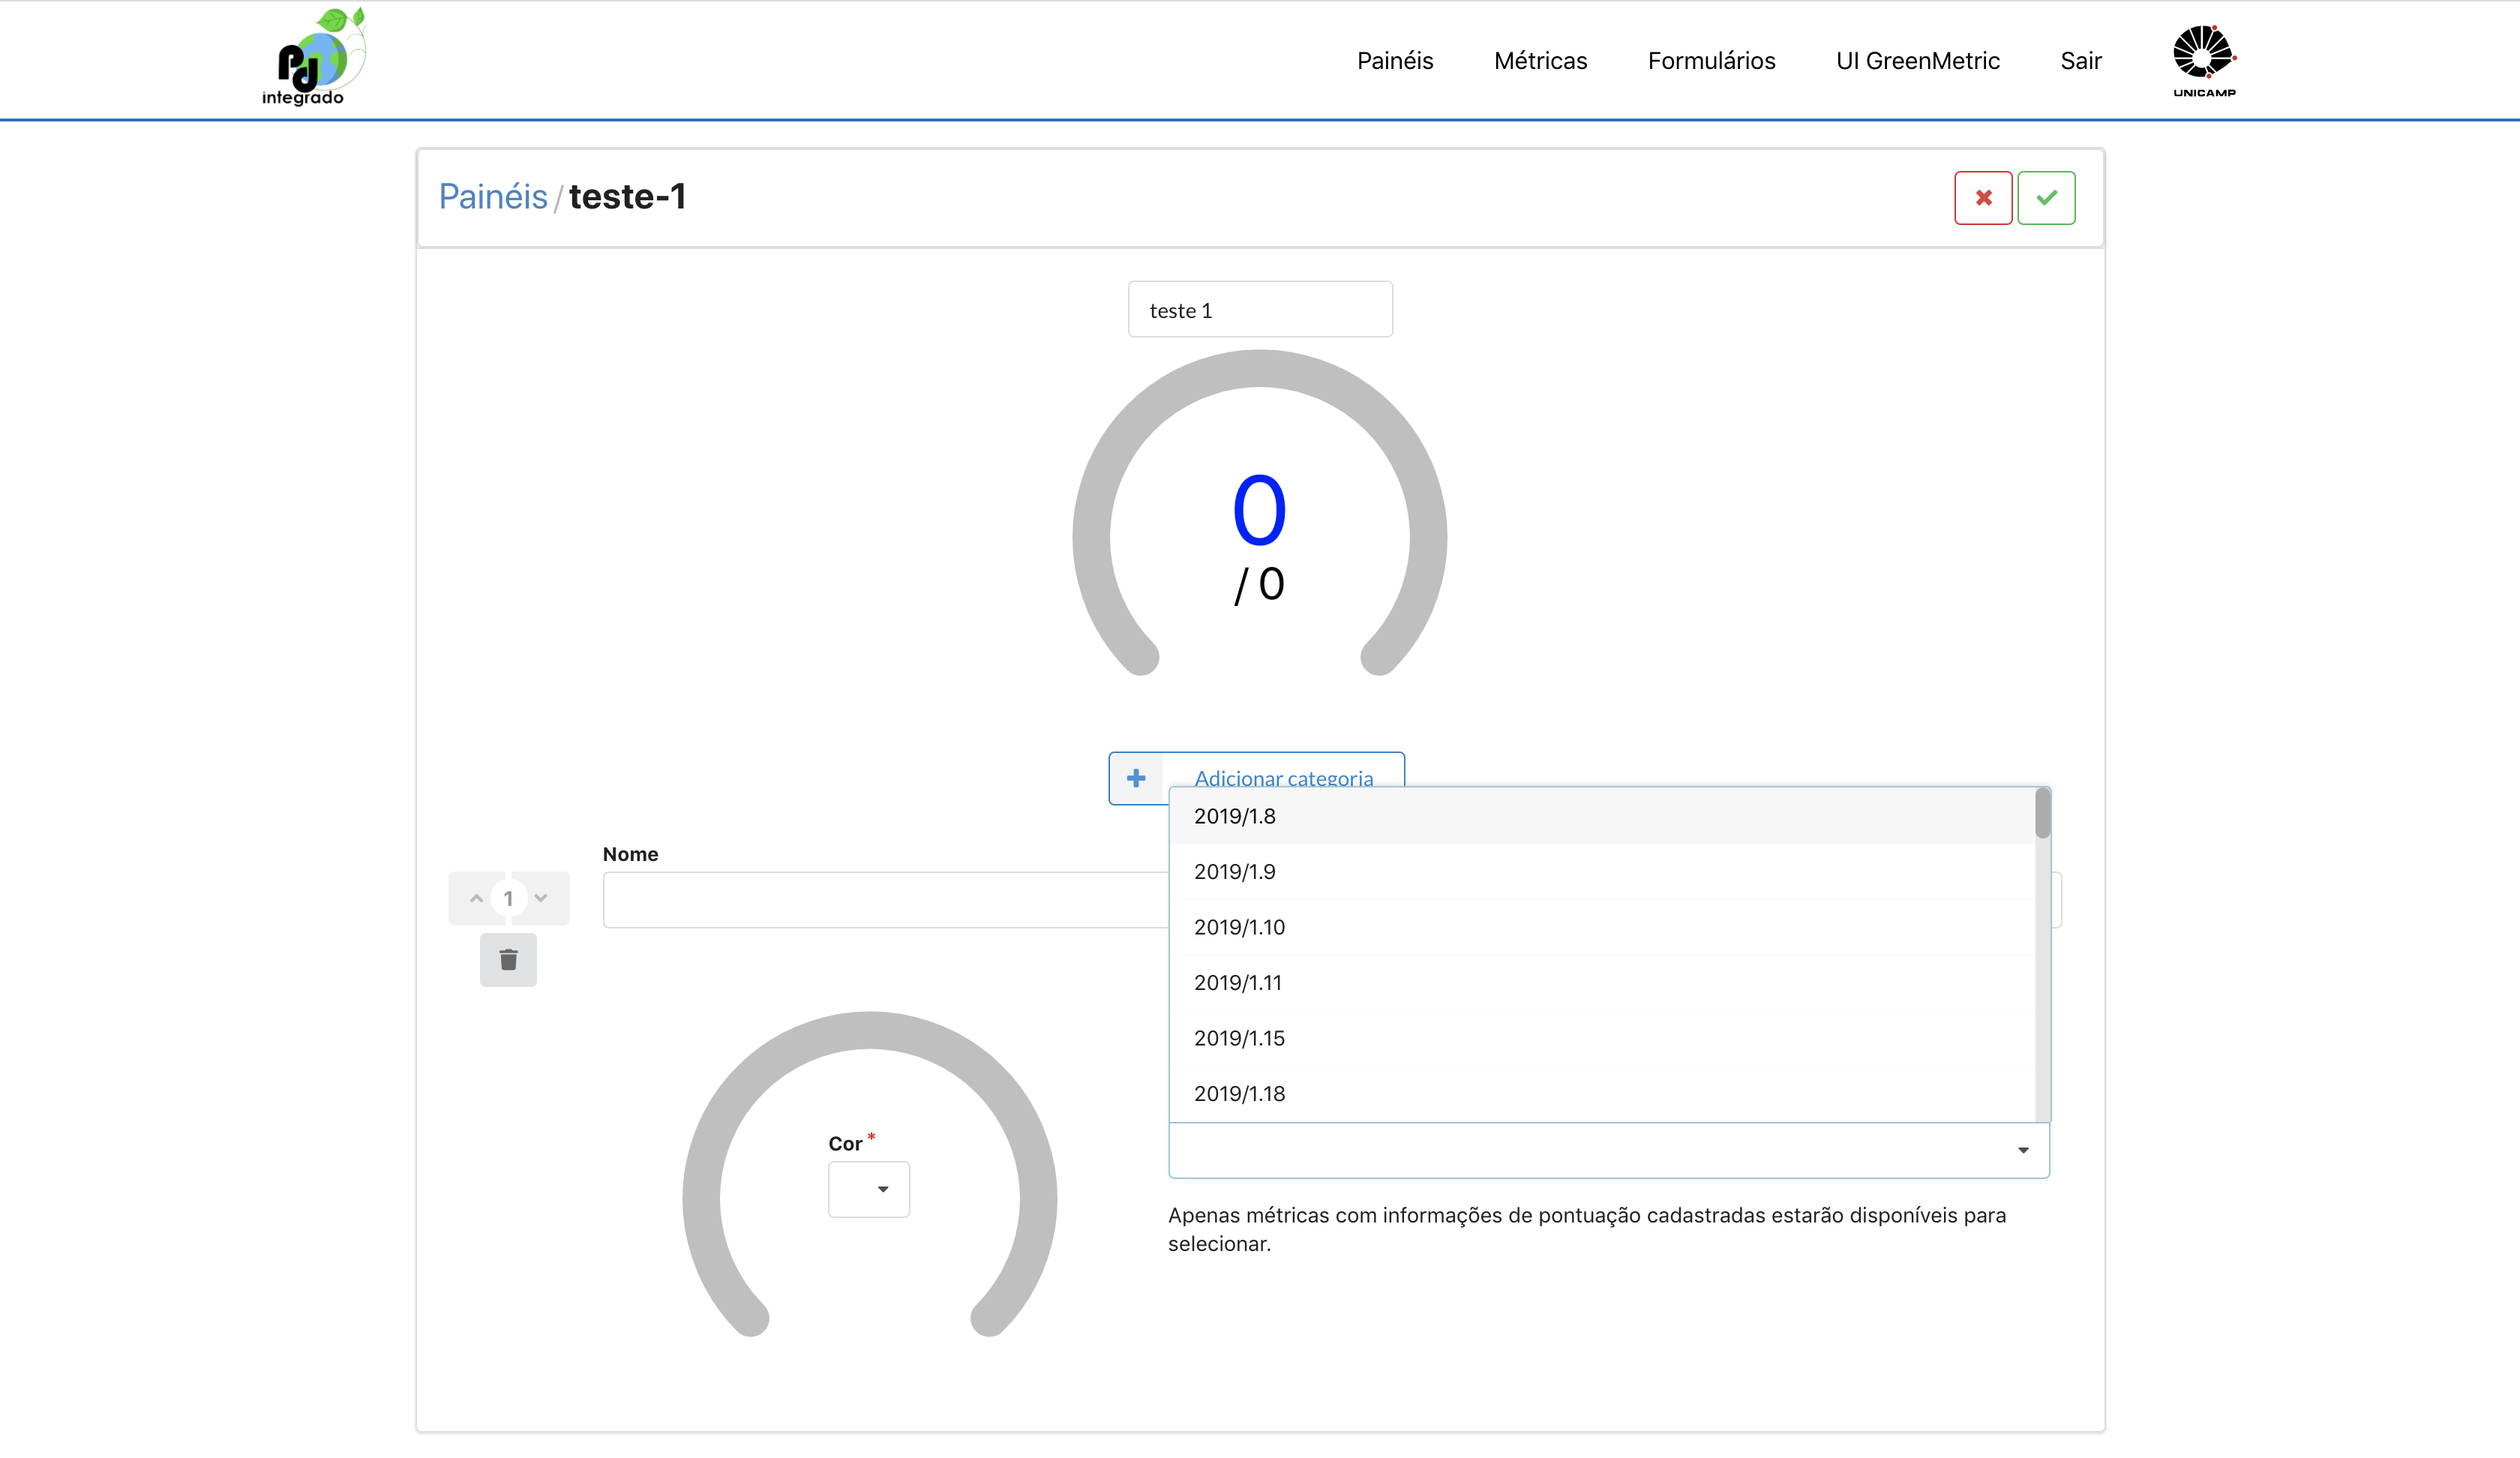 Pd
integrado
Painéis
Métricas
Formulários
UI GreenMetric
Sair
UNICAMP
Painéis / teste-1
teste 1
0
/ 0
Adicionar categoria
2019/1.8
2019/1.9
2019/1.10
2019/1.11
2019/1.15
2019/1.18
Nome
1
Cor *
Apenas métricas com informações de pontuação cadastradas estarão disponíveis para
selecionar.